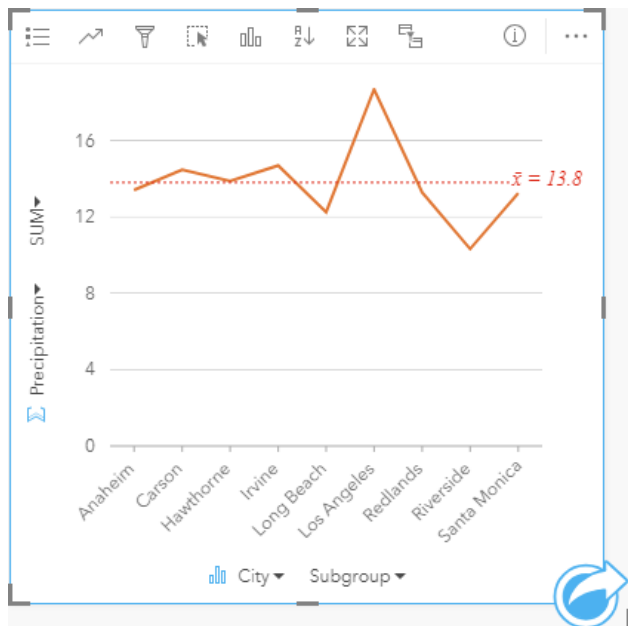 16
x̄ = 13.8
12
SUM
8
Precipitation
4
0
Anaheim
Carson
Hawthorne
Irvine
Long Beach
Los Angeles
Redlands
Riverside
Santa Monica
City Subgroup